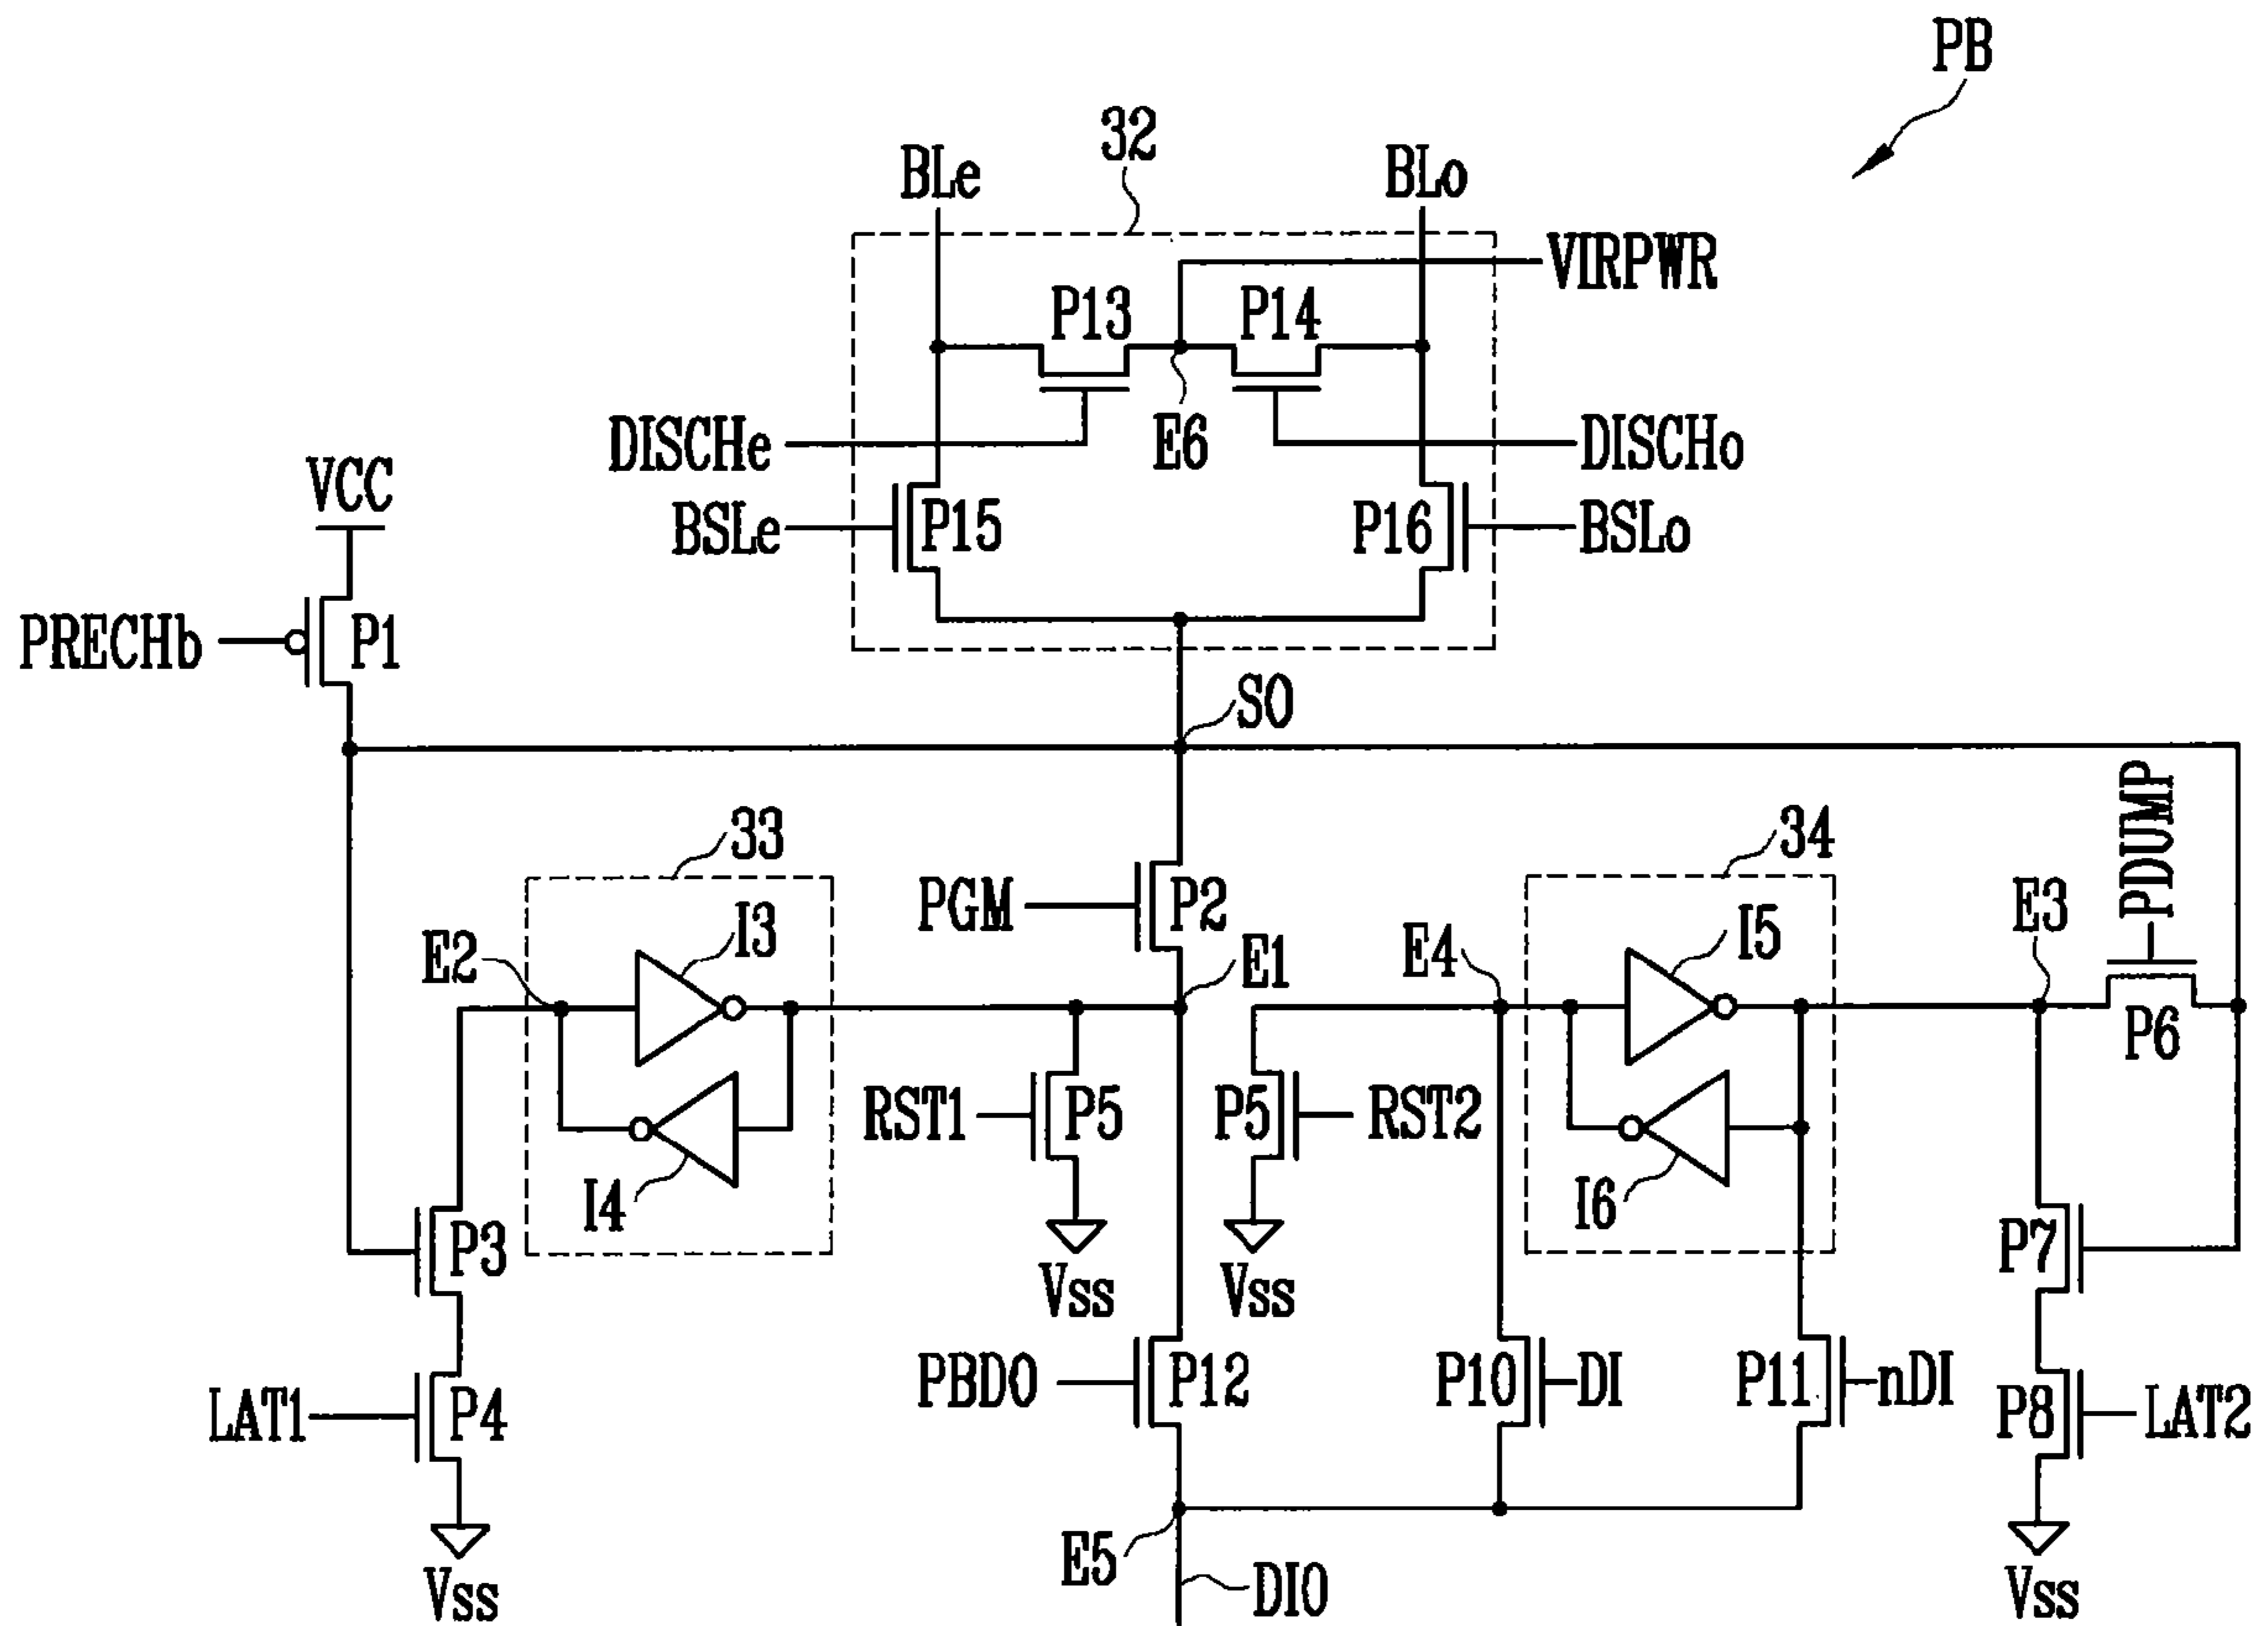 PB
32
BLe
BLo
VIRPWR
P13
P14
DISCHe
E6
DISCHo
VCC
BSLe
P15
P16
BSLo
PRECHb
P1
SO
PDUMP
33
34
PGM
P2
E2
I3
E1
E4
I5
E3
P6
RST1
P5
P5
RST2
I4
I6
P3
P7
Vss
Vss
PBDO
P12
P10
DI
P11
nDI
LAT1
P4
P8
LAT2
E5
DIO
Vss
Vss